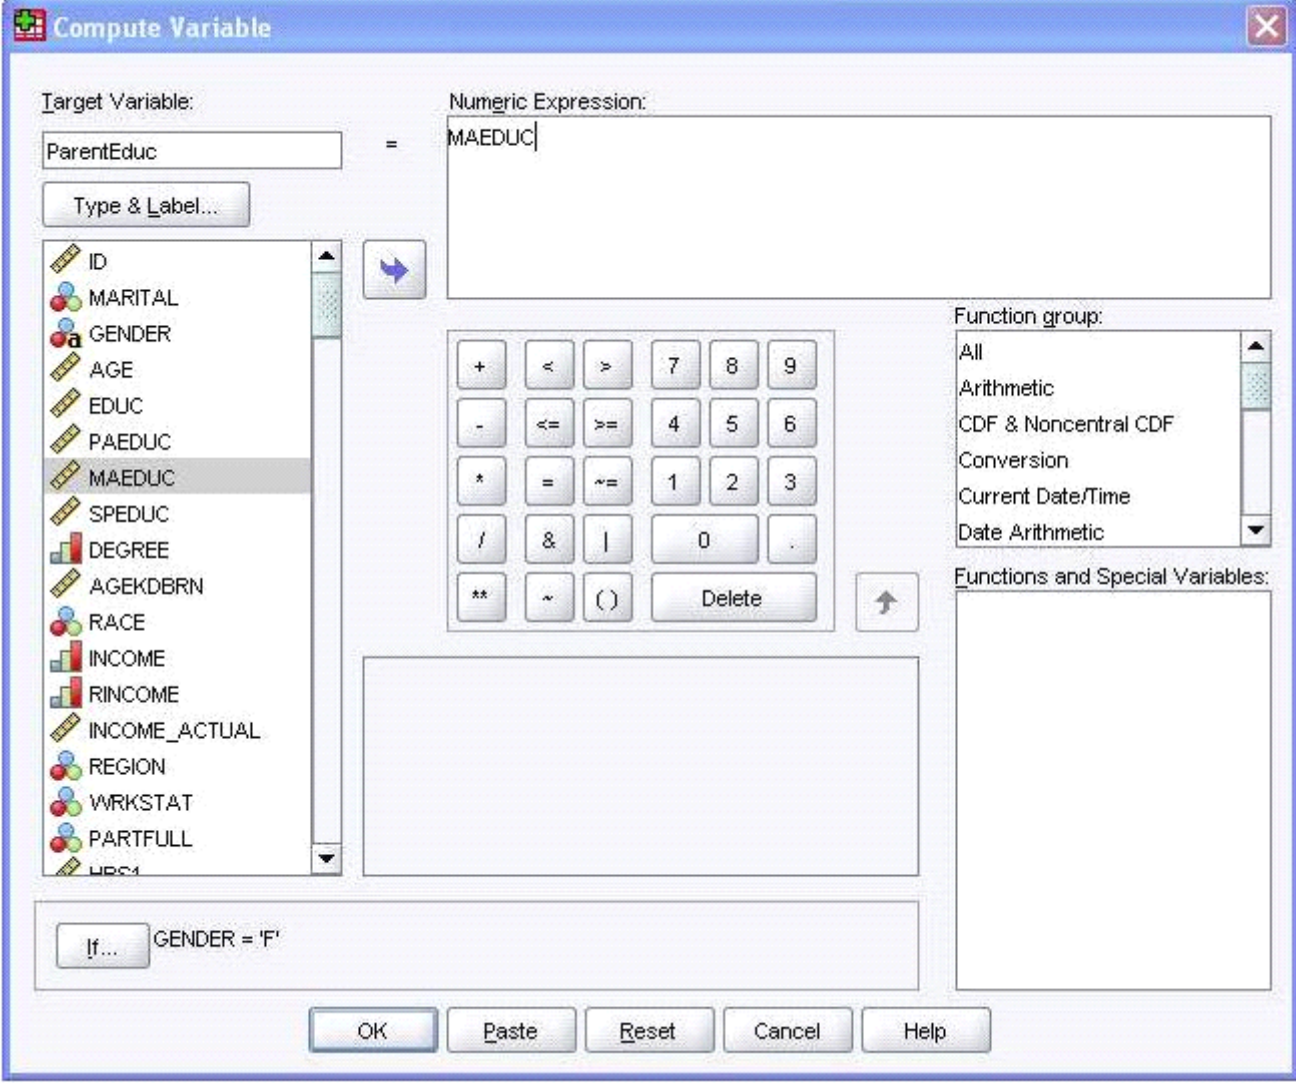 Compute Variable
Target Variable:
Numeric Expression:
ParentEduc
=
MAEDUC
Type & Label...
ID
MARITAL
GENDER
AGE
EDUC
PAEDUC
MAEDUC
SPEDUC
DEGREE
AGEKDBRN
RACE
INCOME
RINCOME
INCOME_ACTUAL
REGION
WRKSTAT
PARTFULL
HRS1
+ < > 7 8 9
- <= >= 4 5 6
* = ~= 1 2 3
/ & | 0 .
** ~ ( ) Delete
Function group:
All
Arithmetic
CDF & Noncentral CDF
Conversion
Current Date/Time
Date Arithmetic
Functions and Special Variables:
If... GENDER = 'F'
OK Paste Reset Cancel Help